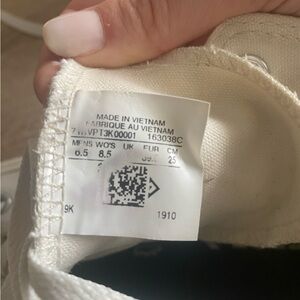 MADE IN VIETNAM
FABRIQUE AU VIETNAM
163038C
MENS WO'S UK EUR CM
6.5 8.5 25
9K 1910